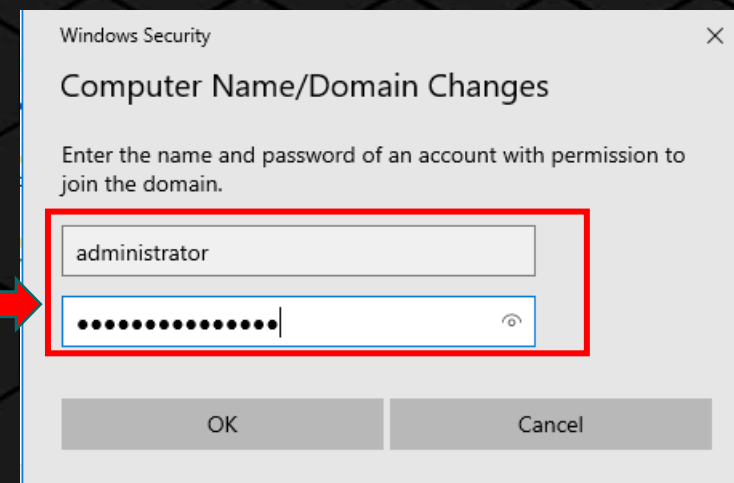 Windows Security
Computer Name/Domain Changes
Enter the name and password of an account with permission to
join the domain.
administrator
●●●●●●●●●●●●●●●
OK
Cancel